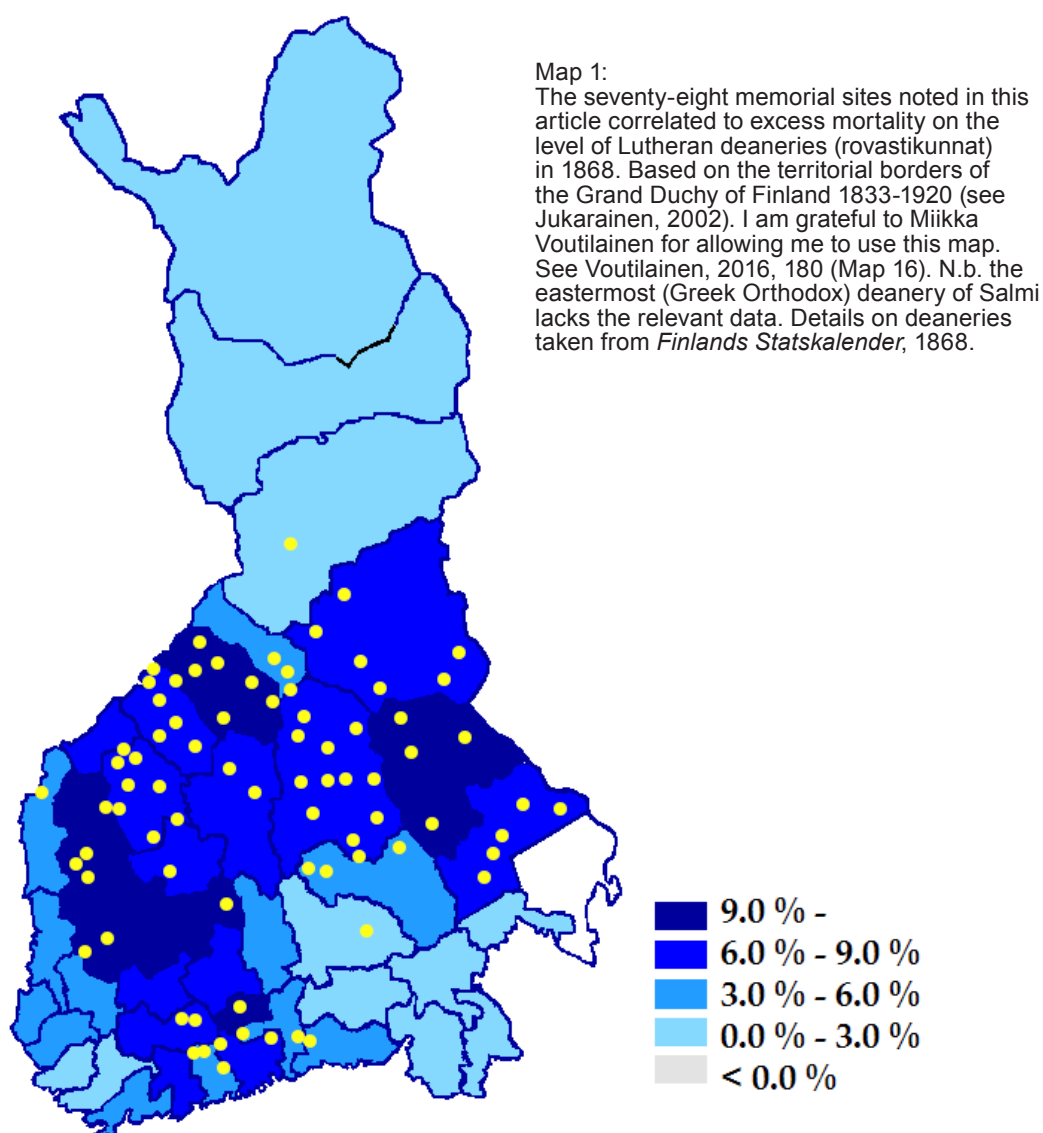 Map 1:
The seventy-eight memorial sites noted in this
article correlated to excess mortality on the
level of Lutheran deaneries (rovastikunnat)
in 1868. Based on the territorial borders of
the Grand Duchy of Finland 1833-1920 (see
Jukarainen, 2002). I am grateful to Miikka
Voutilainen for allowing me to use this map.
See Voutilainen, 2016, 180 (Map 16). N.b. the
eastermost (Greek Orthodox) deanery of Salmi
lacks the relevant data. Details on deaneries
taken from Finlands Statskalender, 1868.
9.0 % -
6.0 % - 9.0 %
3.0 % - 6.0 %
0.0 % - 3.0 %
< 0.0 %